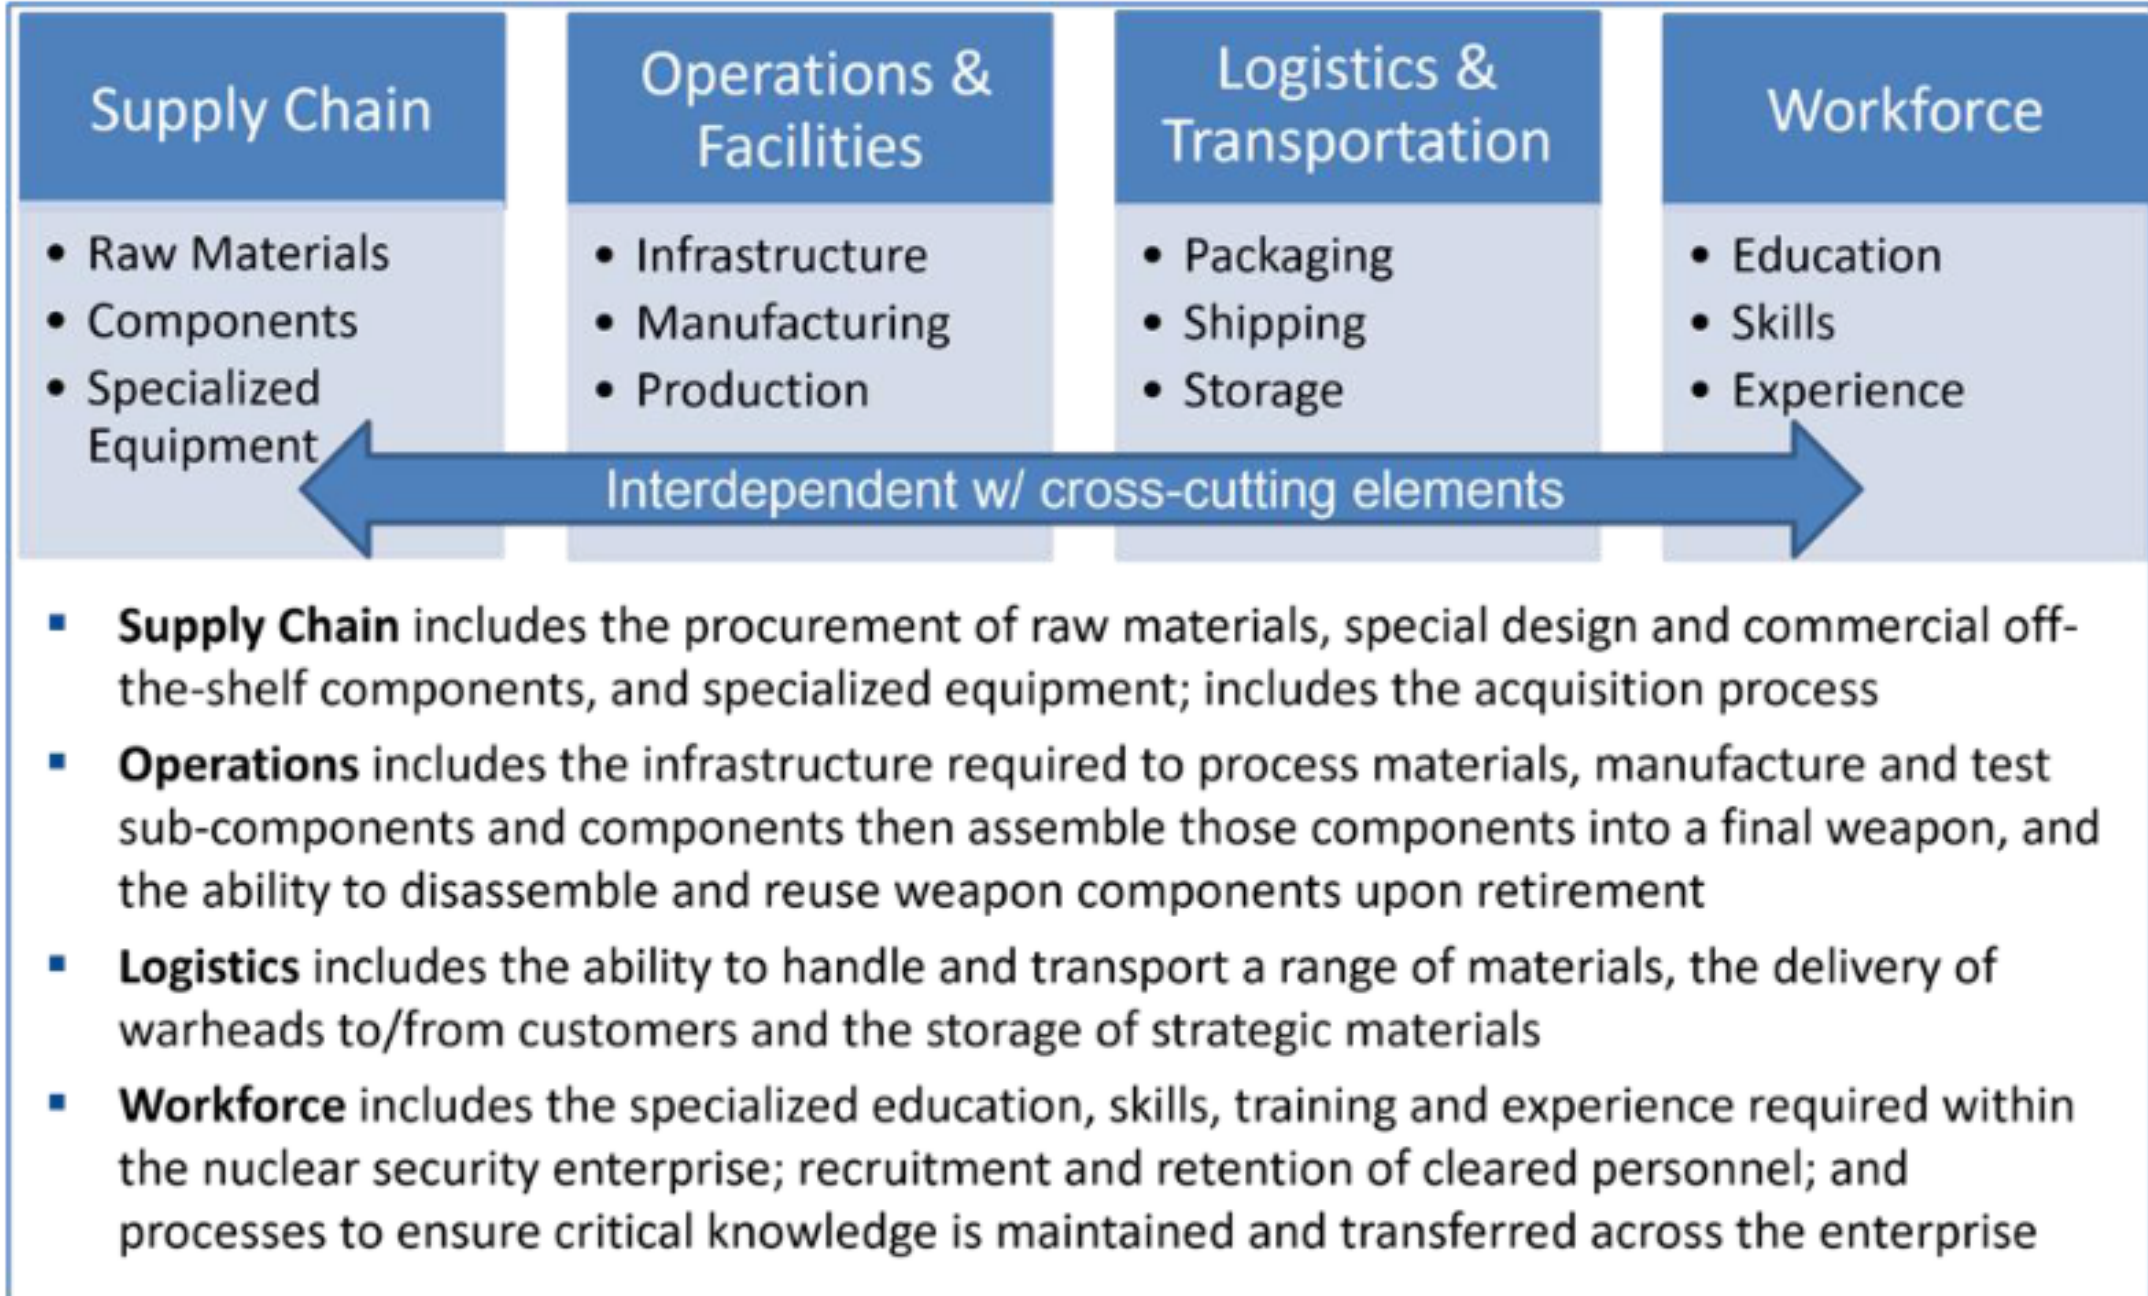 Supply Chain
• Raw Materials
• Components
• Specialized
Equipment
Operations &
Facilities
• Infrastructure
• Manufacturing
• Production
Logistics &
Transportation
• Packaging
• Shipping
• Storage
Workforce
• Education
• Skills
• Experience
Interdependent w/ cross-cutting elements
▪ Supply Chain includes the procurement of raw materials, special design and commercial off-
the-shelf components, and specialized equipment; includes the acquisition process
▪ Operations includes the infrastructure required to process materials, manufacture and test
sub-components and components then assemble those components into a final weapon, and
the ability to disassemble and reuse weapon components upon retirement
▪ Logistics includes the ability to handle and transport a range of materials, the delivery of
warheads to/from customers and the storage of strategic materials
▪ Workforce includes the specialized education, skills, training and experience required within
the nuclear security enterprise; recruitment and retention of cleared personnel; and
processes to ensure critical knowledge is maintained and transferred across the enterprise